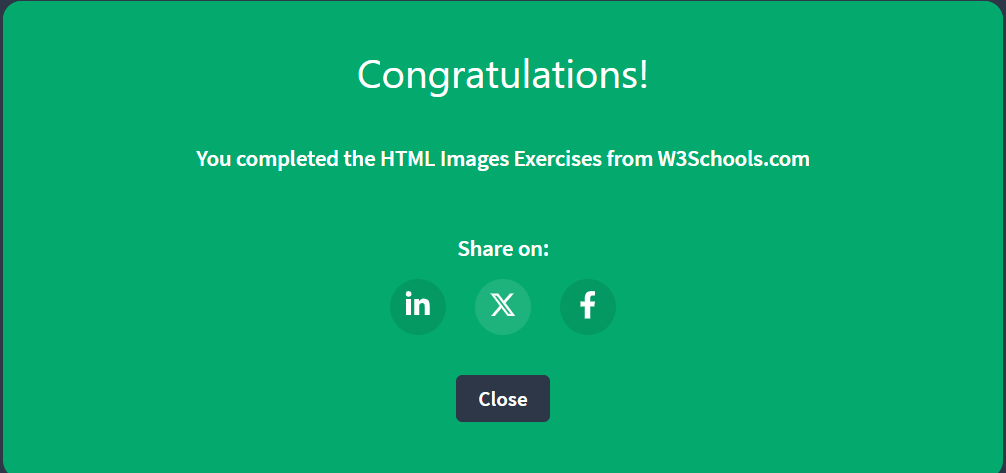 Congratulations!
You completed the HTML Images Exercises from W3Schools.com
Share on:
in X f
Close